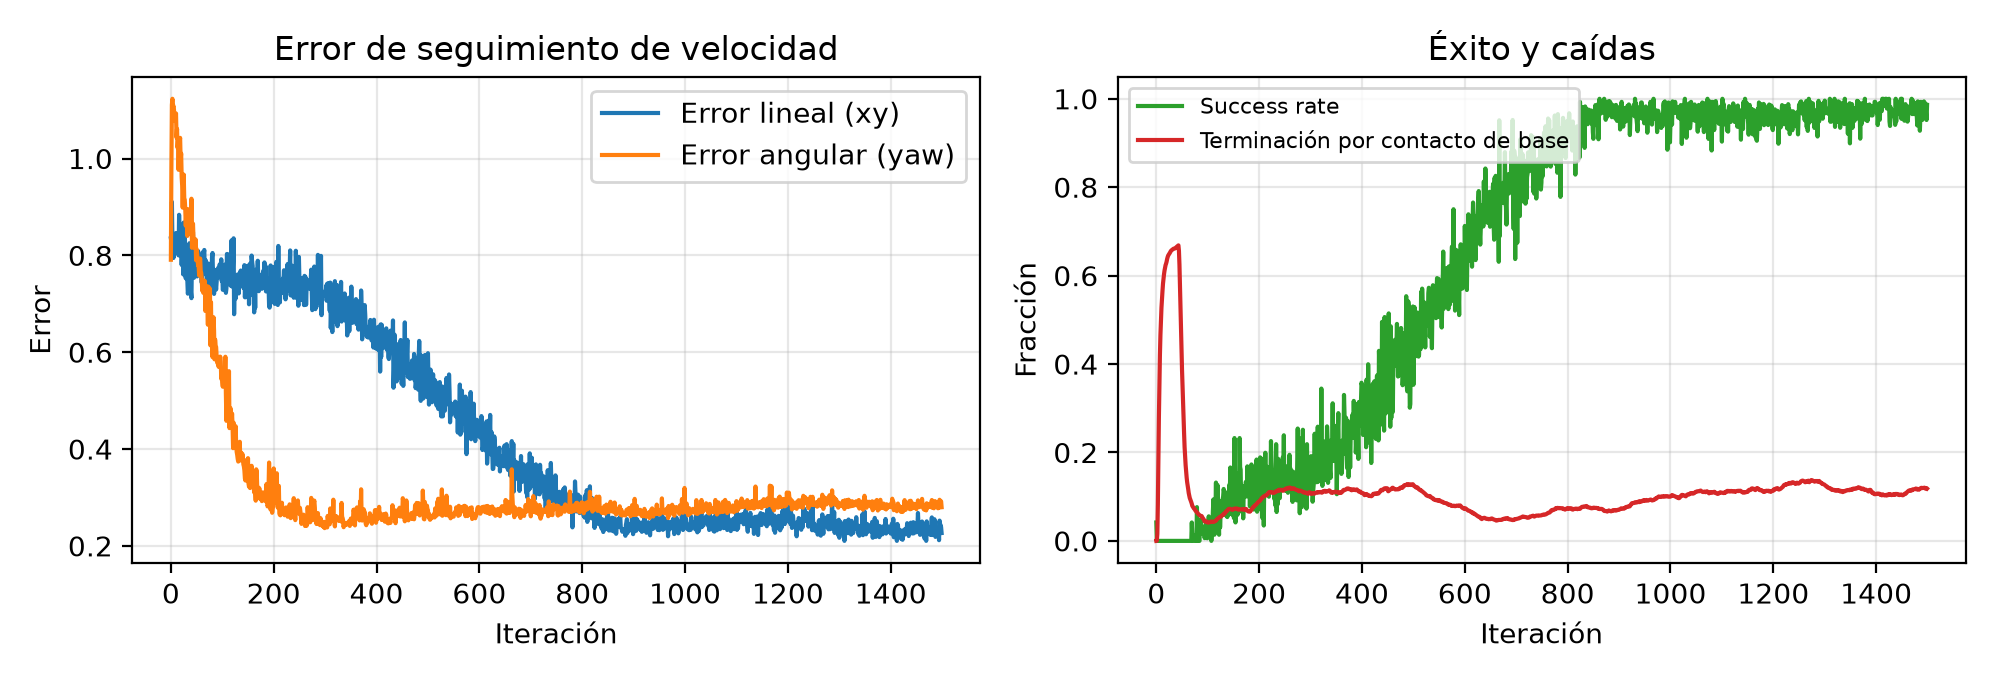 Error de seguimiento de velocidad
Error lineal (xy)
Error angular (yaw)
Error
1.0
0.8
0.6
0.4
0.2
0 200 400 600 800 1000 1200 1400
Iteración
Éxito y caídas
Success rate
Terminación por contacto de base
Fracción
1.0
0.8
0.6
0.4
0.2
0.0
0 200 400 600 800 1000 1200 1400
Iteración